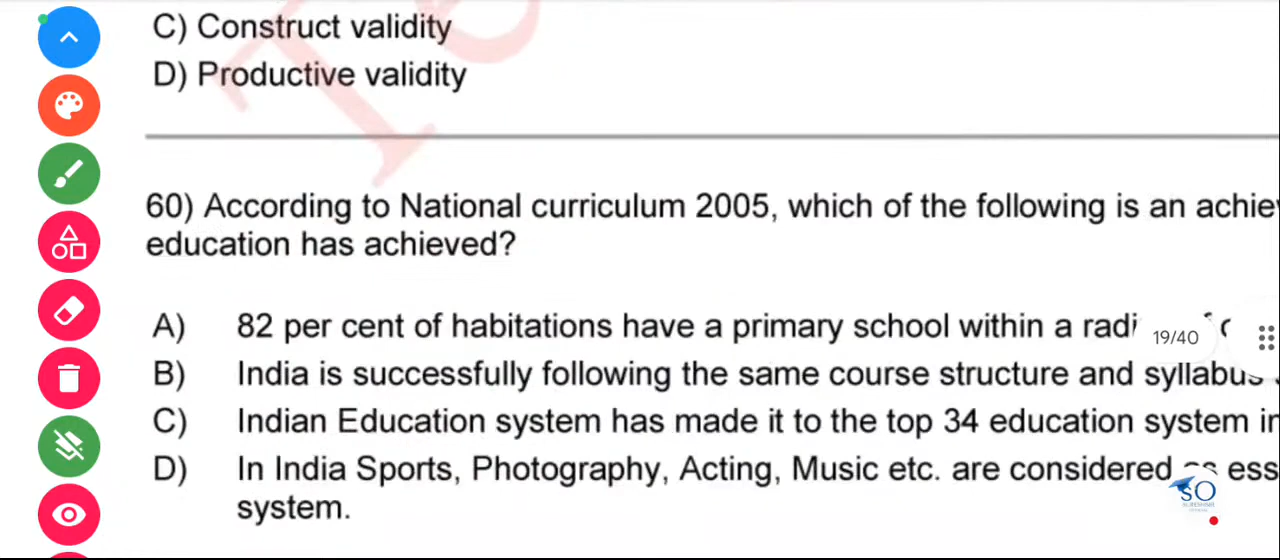 C) Construct validity
D) Productive validity
60) According to National curriculum 2005, which of the following is an achie
education has achieved?
A) 82 per cent of habitations have a primary school within a radi
19/40
B) India is successfully following the same course structure and syllabus
C) Indian Education system has made it to the top 34 education system in
D) In India Sports, Photography, Acting, Music etc. are considered as ess
SO
system.